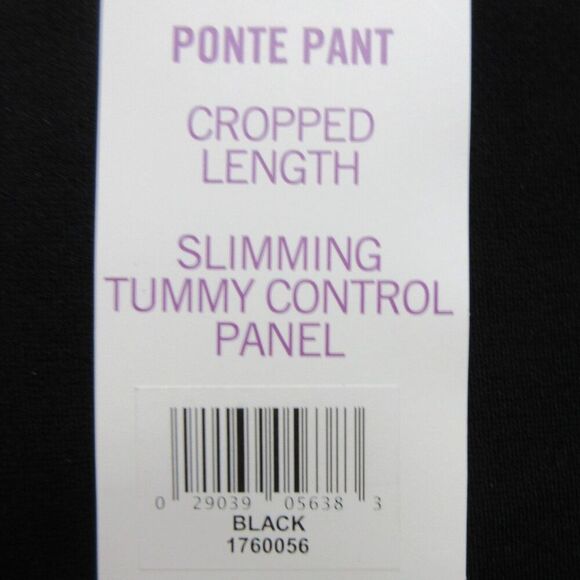 PONTE PANT
CROPPED
LENGTH
SLIMMING
TUMMY CONTROL
PANEL
0 29039 05638 3
BLACK
1760056